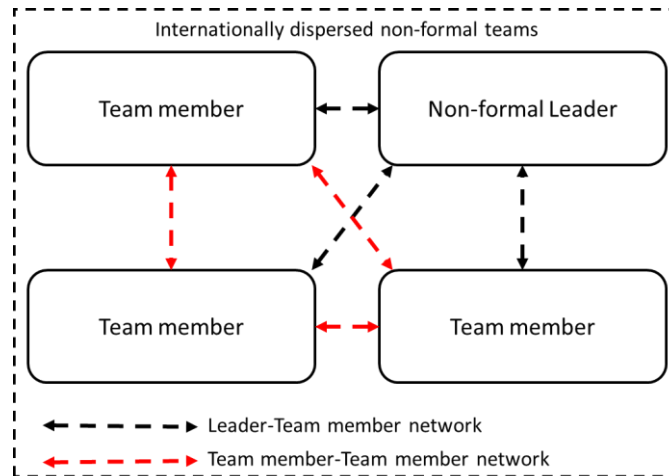 Internationally dispersed non-formal teams
Team member
Non-formal Leader
Team member
Team member
Leader-Team member network
Team member-Team member network